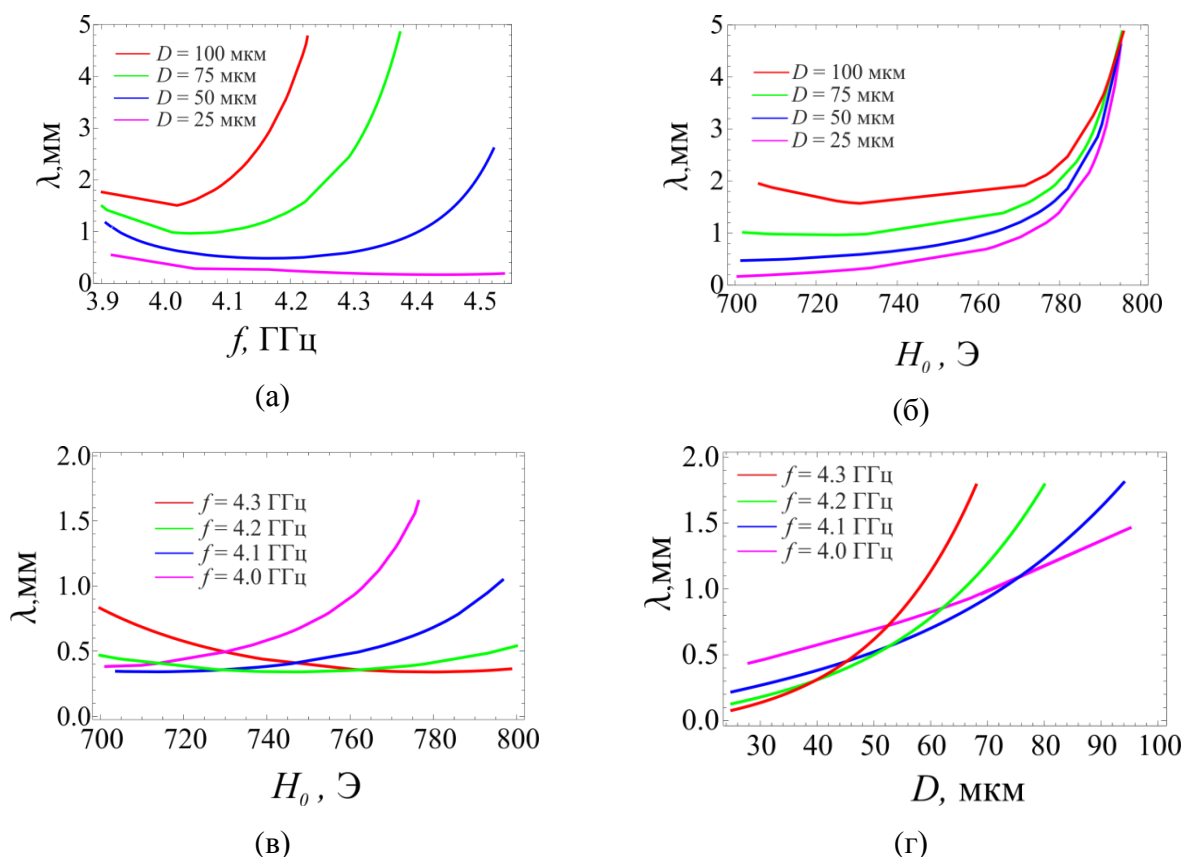 5
4
3
2
1
0
λ,мм
D = 100 мкм
D = 75 мкм
D = 50 мкм
D = 25 мкм
3.9 4.0 4.1 4.2 4.3 4.4 4.5
f, ГГц
(а)
5
4
3
2
1
0
λ,мм
D = 100 мкм
D = 75 мкм
D = 50 мкм
D = 25 мкм
700 720 740 760 780 800
H₀ , Э
(б)
2.0
1.5
1.0
0.5
0.0
λ,мм
f = 4.3 ГГц
f = 4.2 ГГц
f = 4.1 ГГц
f = 4.0 ГГц
700 720 740 760 780 800
H₀ , Э
(в)
2.0
1.5
1.0
0.5
0.0
λ,мм
f = 4.3 ГГц
f = 4.2 ГГц
f = 4.1 ГГц
f = 4.0 ГГц
30 40 50 60 70 80 90 100
D, мкм
(г)